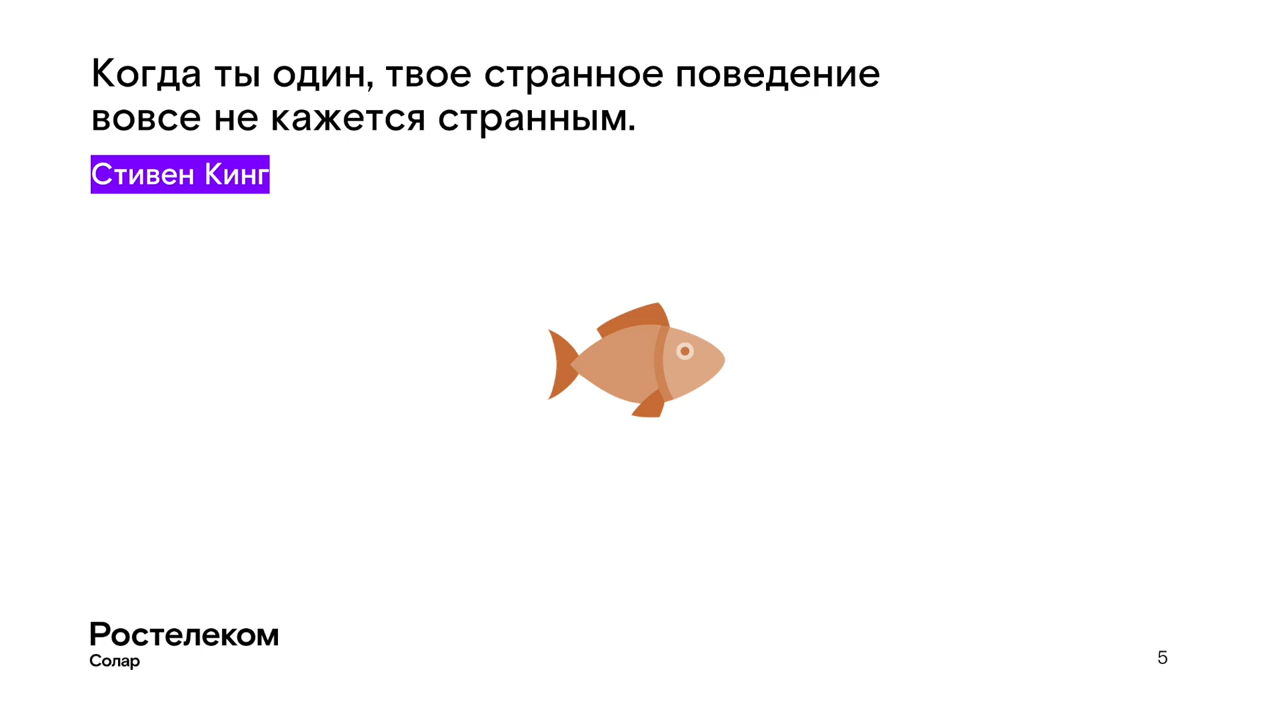 Когда ты один, твое странное поведение
вовсе не кажется странным.
Стивен Кинг
Ростелеком
Солар
5